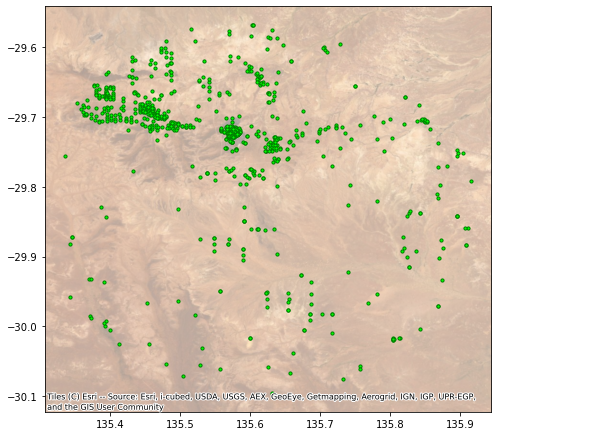 −29.6
−29.7
−29.8
−29.9
−30.0
−30.1
Tiles (C) Esri -- Source: Esri, i-cubed, USDA, USGS, AEX, GeoEye, Getmapping, Aerogrid, IGN, IGP, UPR-EGP,
and the GIS User Community
135.4 135.5 135.6 135.7 135.8 135.9